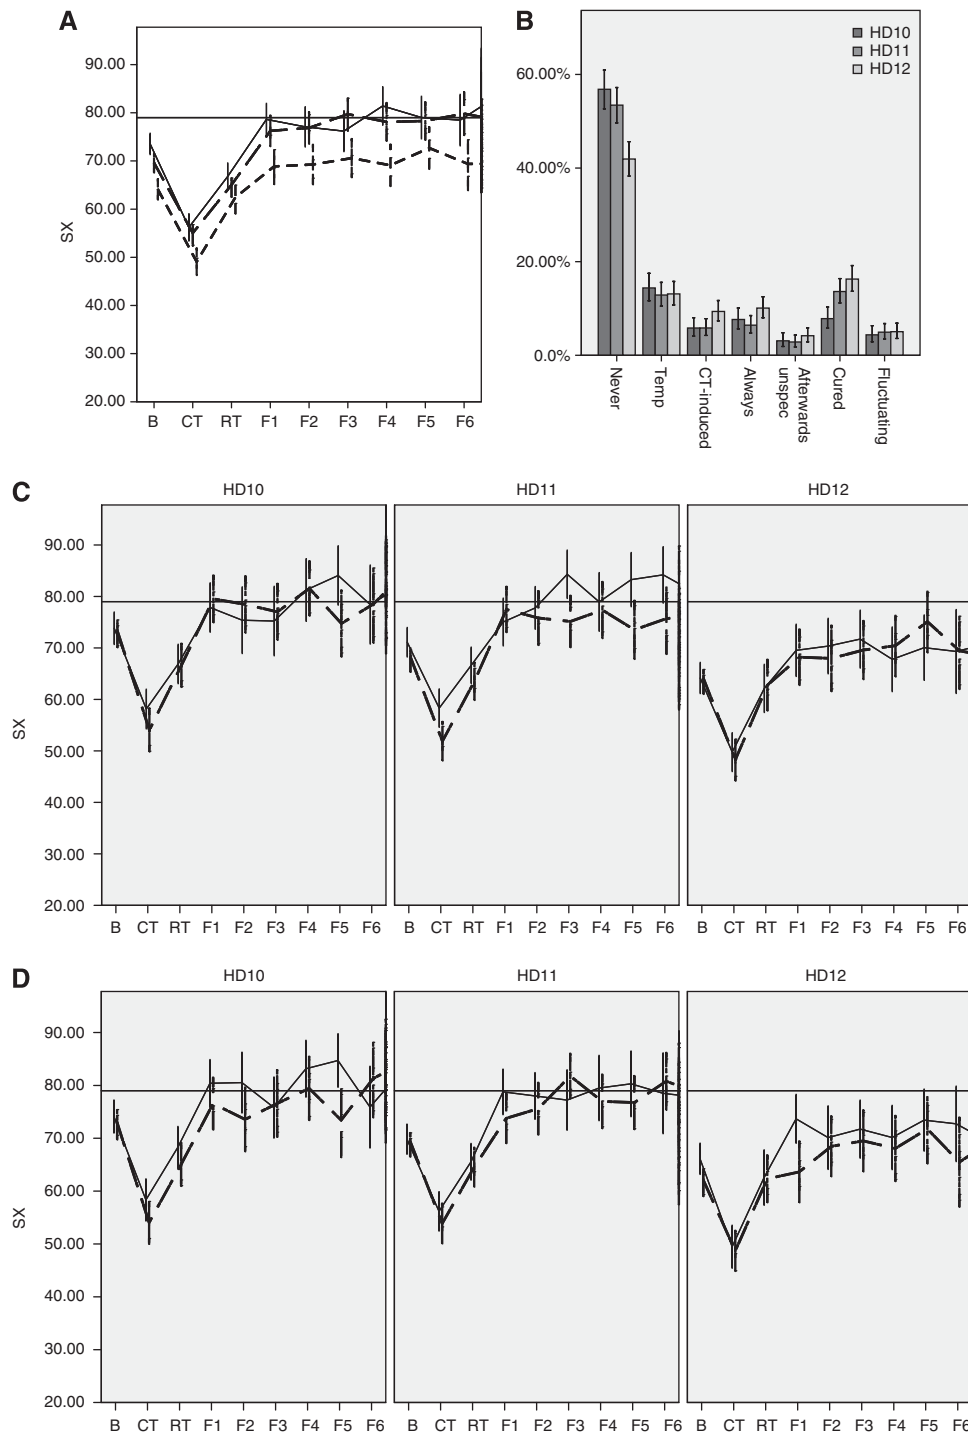 A
90.00
80.00
70.00
60.00
50.00
40.00
30.00
20.00
SX
B CT RT F1 F2 F3 F4 F5 F6
B
HD10
HD11
HD12
60.00%
40.00%
20.00%
0.0%
Never
Temp
CT-induced
Always
Afterwards
unspec
Cured
Fluctuating
C
HD10 HD11 HD12
90.00
80.00
70.00
60.00
50.00
40.00
30.00
20.00
SX
B CT RT F1 F2 F3 F4 F5 F6 B CT RT F1 F2 F3 F4 F5 F6 B CT RT F1 F2 F3 F4 F5 F6
D
HD10 HD11 HD12
90.00
80.00
70.00
60.00
50.00
40.00
30.00
20.00
SX
B CT RT F1 F2 F3 F4 F5 F6 B CT RT F1 F2 F3 F4 F5 F6 B CT RT F1 F2 F3 F4 F5 F6